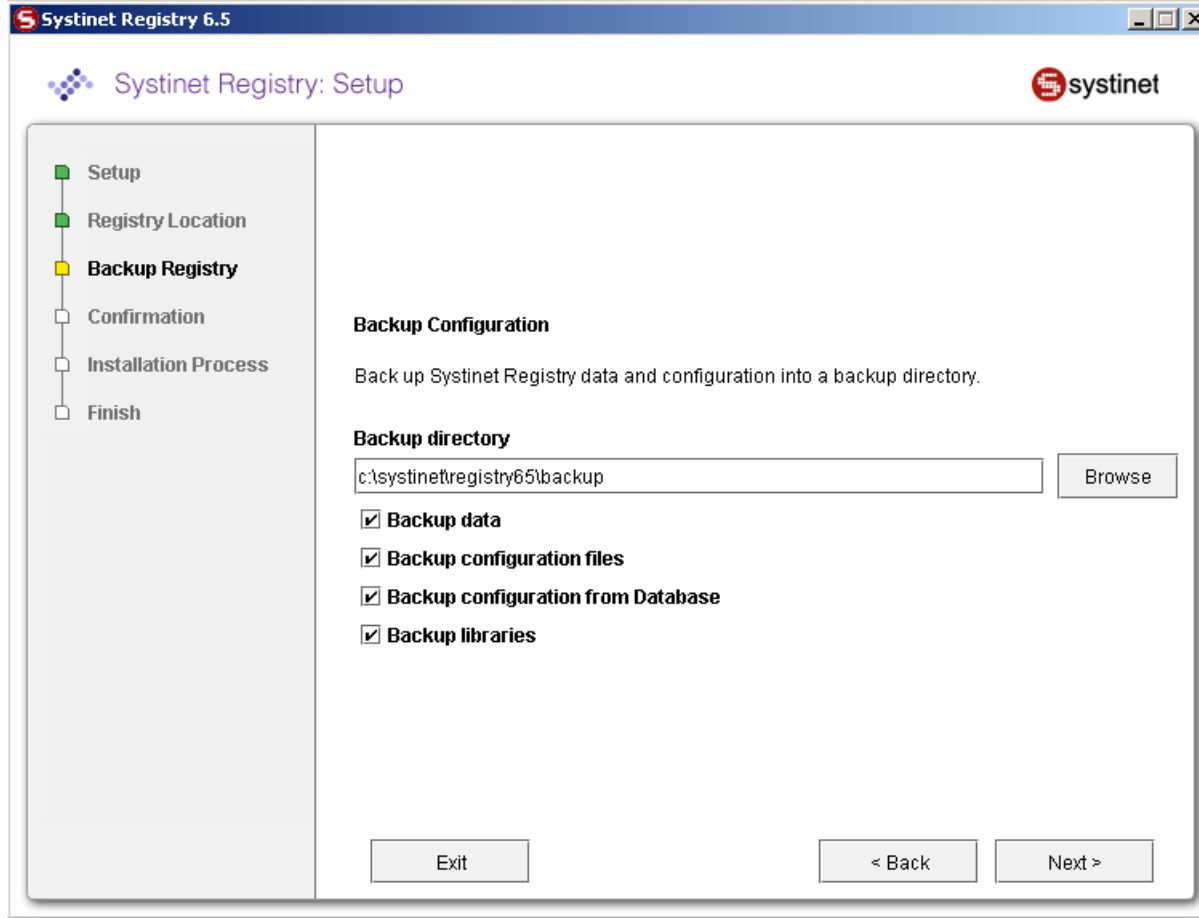 Systinet Registry 6.5
Systinet Registry: Setup
systinet
Setup
Registry Location
Backup Registry
Confirmation
Installation Process
Finish
Backup Configuration
Back up Systinet Registry data and configuration into a backup directory.
Backup directory
c:\systinet\registry65\backup
Browse
Backup data
Backup configuration files
Backup configuration from Database
Backup libraries
Exit
< Back
Next >